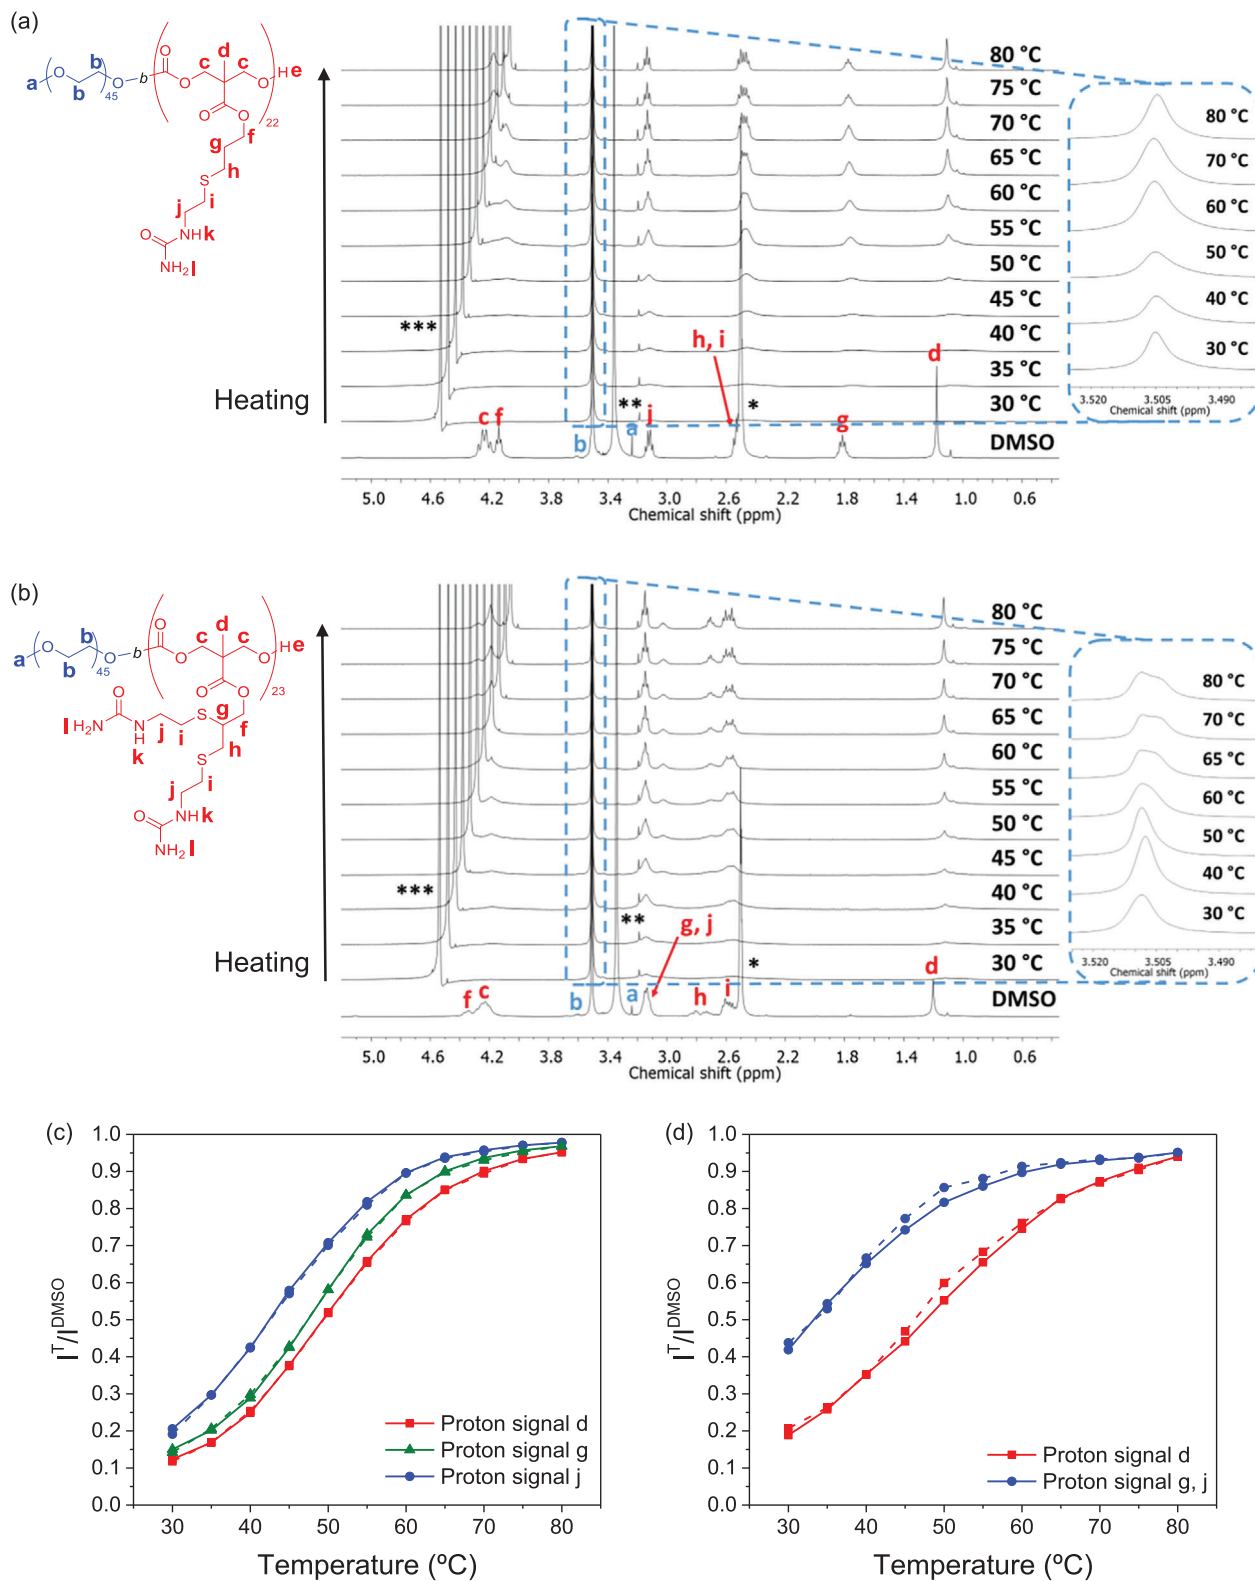 (a)
a
O
b
b
O
45
b
O
O
c
d
c
O
He
O
O
22
f
g
h
S
i
j
O
NH k
NH₂ l
Heating
***
80 °C
75 °C
70 °C
65 °C
60 °C
55 °C
50 °C
45 °C
40 °C
35 °C
30 °C
DMSO
c f
b
**
a
j
h, i
*
g
d
5.0 4.6 4.2 3.8 3.4 3.0 2.6 2.2 1.8 1.4 1.0 0.6
Chemical shift (ppm)
80 °C
70 °C
60 °C
50 °C
40 °C
30 °C
3.520 3.505 3.490
Chemical shift (ppm)
(b)
a
O
b
b
O
45
b
O
O
c
d
c
O
He
O
O
23
g
f
S
O
l H₂N
N
H
k
j
i
h
S
j
i
O
NH k
NH₂ l
Heating
***
80 °C
75 °C
70 °C
65 °C
60 °C
55 °C
50 °C
45 °C
40 °C
35 °C
30 °C
DMSO
f c
b
**
a
g, j
h
i
*
d
5.0 4.6 4.2 3.8 3.4 3.0 2.6 2.2 1.8 1.4 1.0 0.6
Chemical shift (ppm)
80 °C
70 °C
65 °C
60 °C
50 °C
40 °C
30 °C
3.520 3.505 3.490
Chemical shift (ppm)
(c)
1.0
0.9
0.8
0.7
0.6
0.5
0.4
0.3
0.2
0.1
0.0
I^T/I^DMSO
Proton signal d
Proton signal g
Proton signal j
30 40 50 60 70 80
Temperature (ºC)
(d)
1.0
0.9
0.8
0.7
0.6
0.5
0.4
0.3
0.2
0.1
0.0
I^T/I^DMSO
Proton signal d
Proton signal g, j
30 40 50 60 70 80
Temperature (ºC)